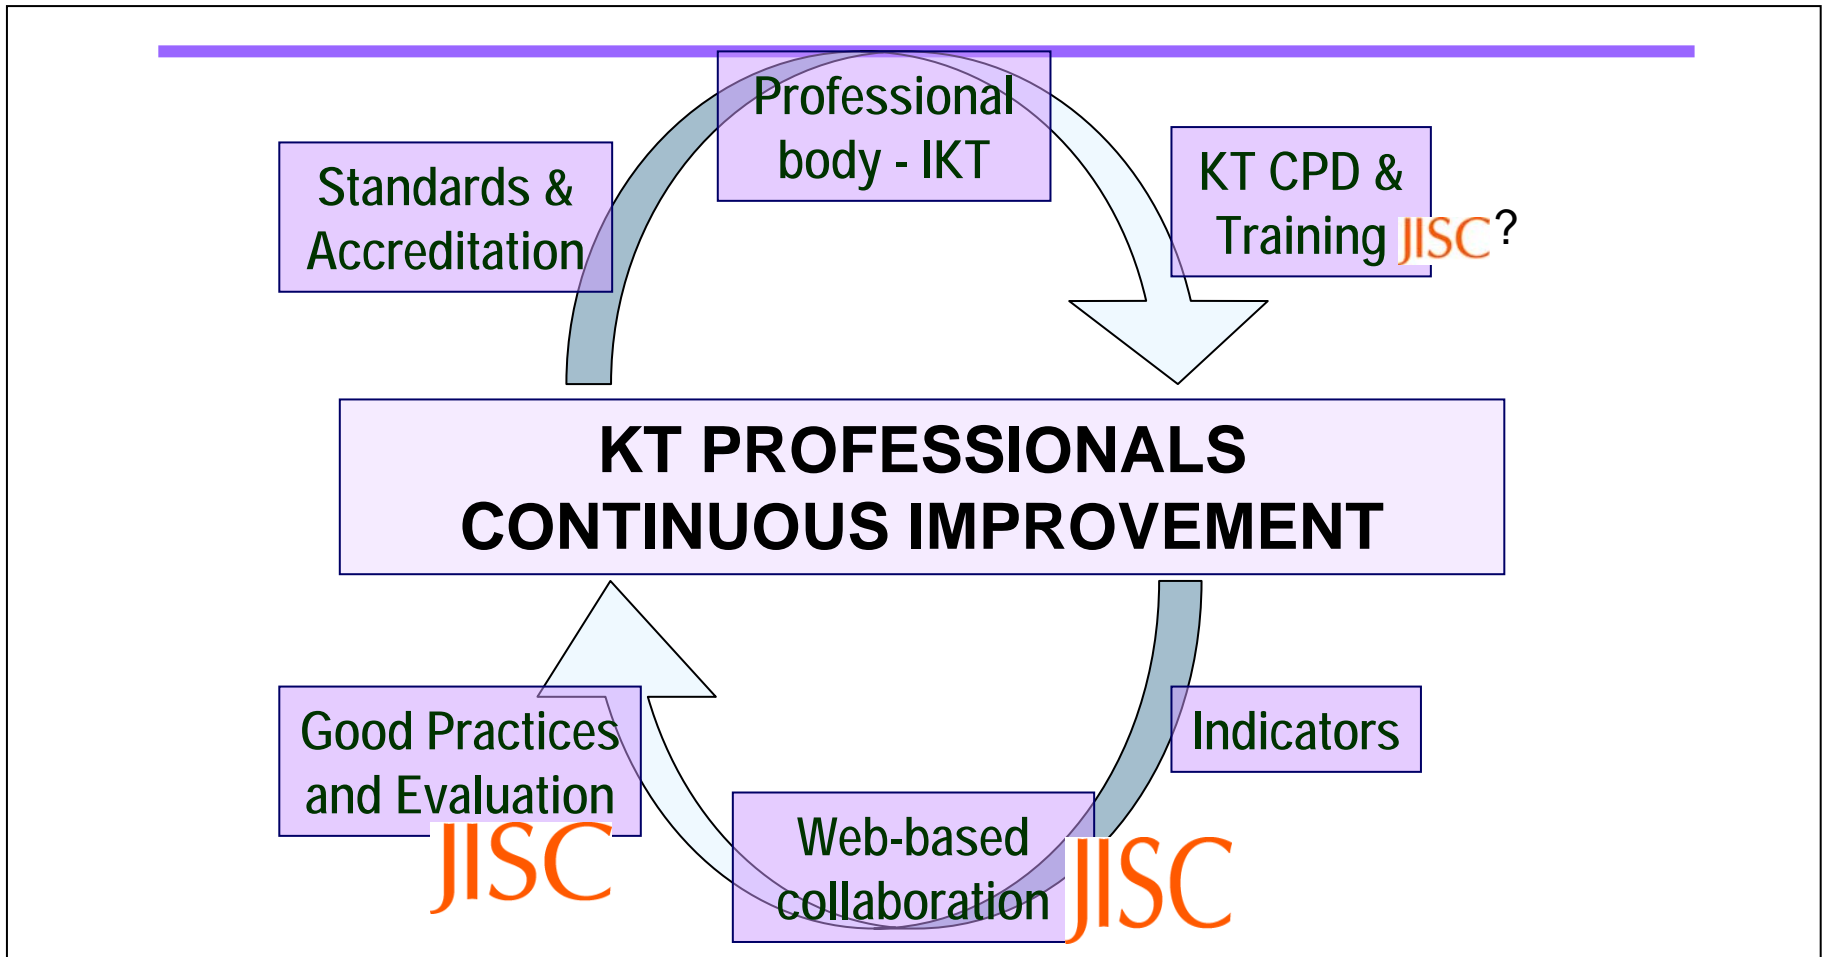 Professional
body - IKT
Standards &
Accreditation
KT CPD &
Training JISC ?
KT PROFESSIONALS
CONTINUOUS IMPROVEMENT
Good Practices
and Evaluation
JISC
Web-based
collaboration
JISC
Indicators